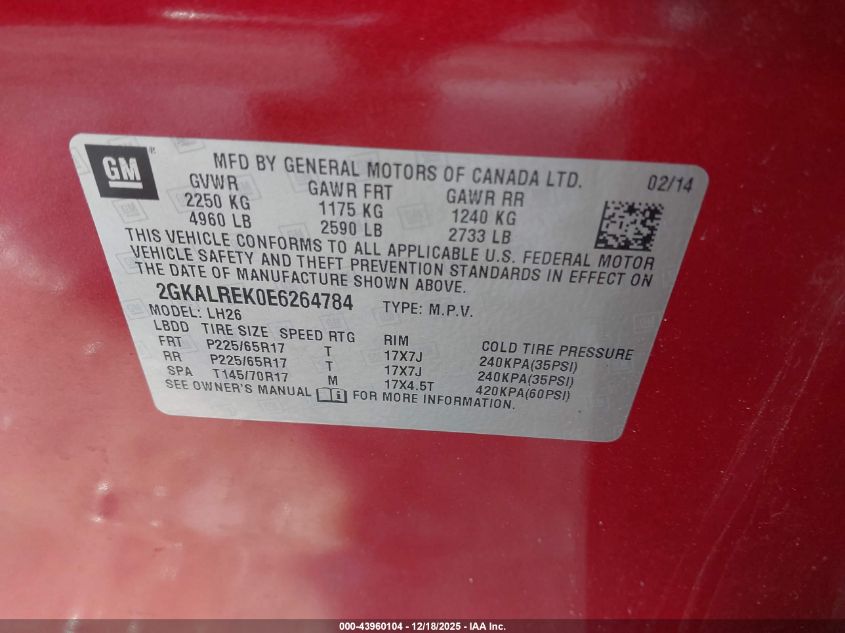 GM ®
MFD BY GENERAL MOTORS OF CANADA LTD. 02/14
GVWR GAWR FRT GAWR RR
2250 KG 1175 KG 1240 KG
4960 LB 2590 LB 2733 LB
THIS VEHICLE CONFORMS TO ALL APPLICABLE U.S. FEDERAL MOTOR
VEHICLE SAFETY AND THEFT PREVENTION STANDARDS IN EFFECT ON
THE DATE OF MANUFACTURE SHOWN ABOVE.
2GKALREK0E6264784 TYPE: M.P.V.
MODEL: LH26
LBDD TIRE SIZE SPEED RTG RIM COLD TIRE PRESSURE
FRT P225/65R17 T 17X7J 240KPA(35PSI)
RR P225/65R17 T 17X7J 240KPA(35PSI)
SPA T145/70R17 M 17X4.5T 420KPA(60PSI)
SEE OWNER'S MANUAL i FOR MORE INFORMATION.
000-43960104 - 12/18/2025 - IAA Inc.